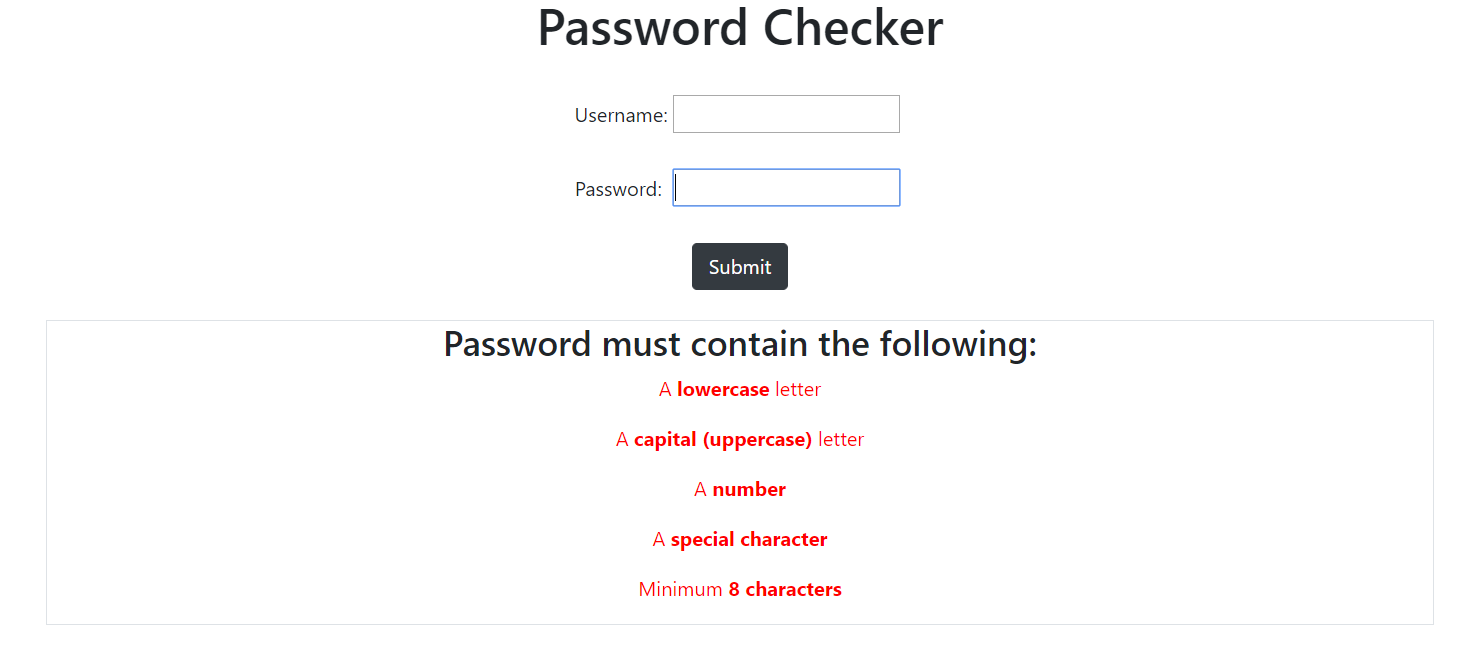 Password Checker
Username:
Password:
Submit
Password must contain the following:
A lowercase letter
A capital (uppercase) letter
A number
A special character
Minimum 8 characters